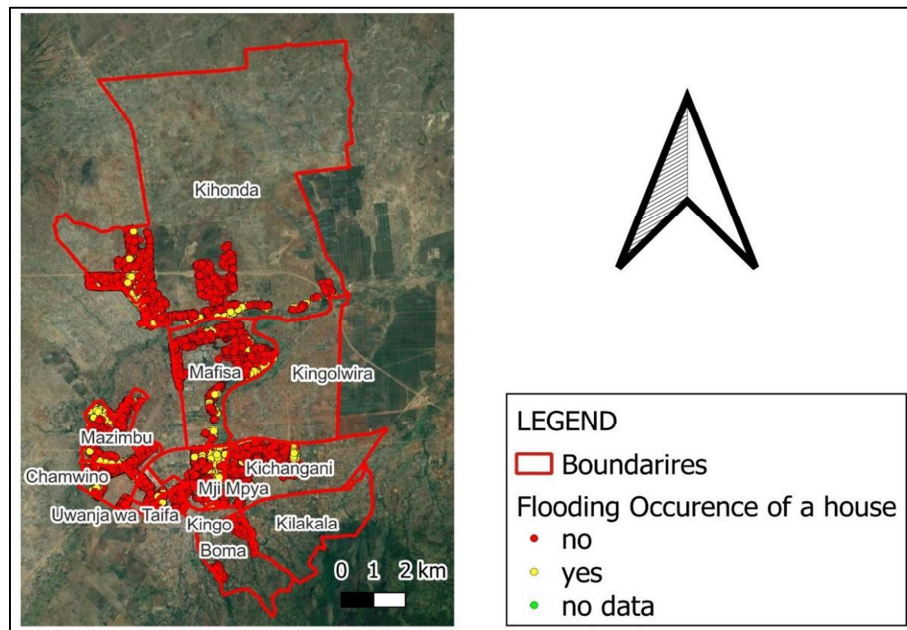 Kihonda
Mafisa
Kingolwira
Mazimbu
Chamwino
Kichangani
Mji Mpya
Uwanja wa Taifa
Kingo
Kilakala
Boma
0 1 2 km
LEGEND
Boundarires
Flooding Occurence of a house
no
yes
no data